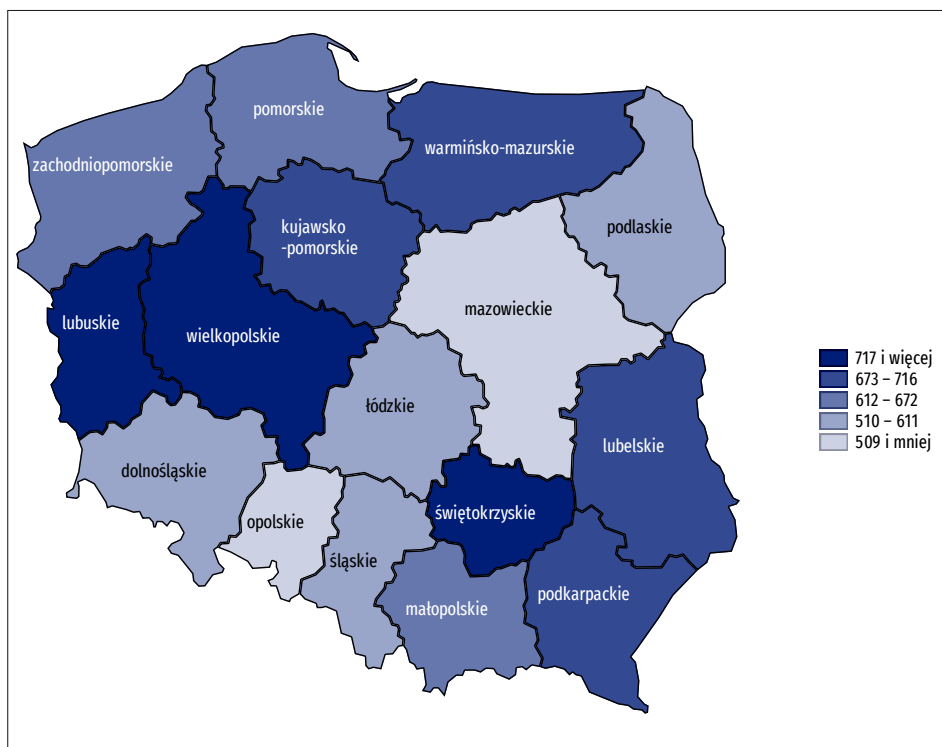 pomorskie
warmińsko-mazurskie
zachodniopomorskie
kujawsko
-pomorskie
podlaskie
mazowieckie
lubuskie
wielkopolskie
łódzkie
lubelskie
dolnośląskie
opolskie
świętokrzyskie
śląskie
małopolskie
podkarpackie
717 i więcej
673 – 716
612 – 672
510 – 611
509 i mniej